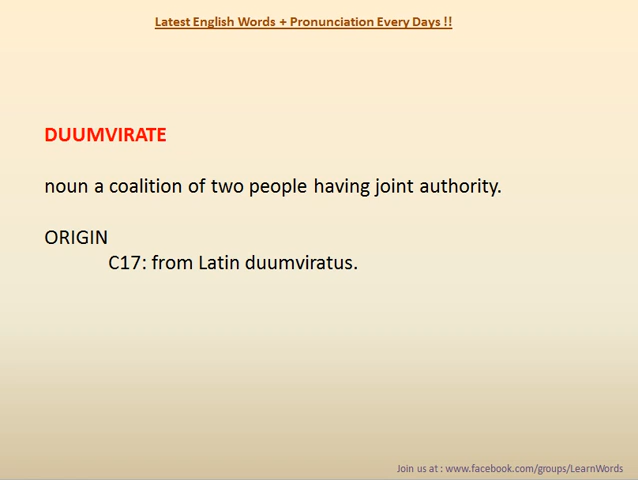 Latest English Words + Pronunciation Every Days !!
DUUMVIRATE
noun a coalition of two people having joint authority.
ORIGIN
C17: from Latin duumviratus.
Join us at : www.facebook.com/groups/LearnWords